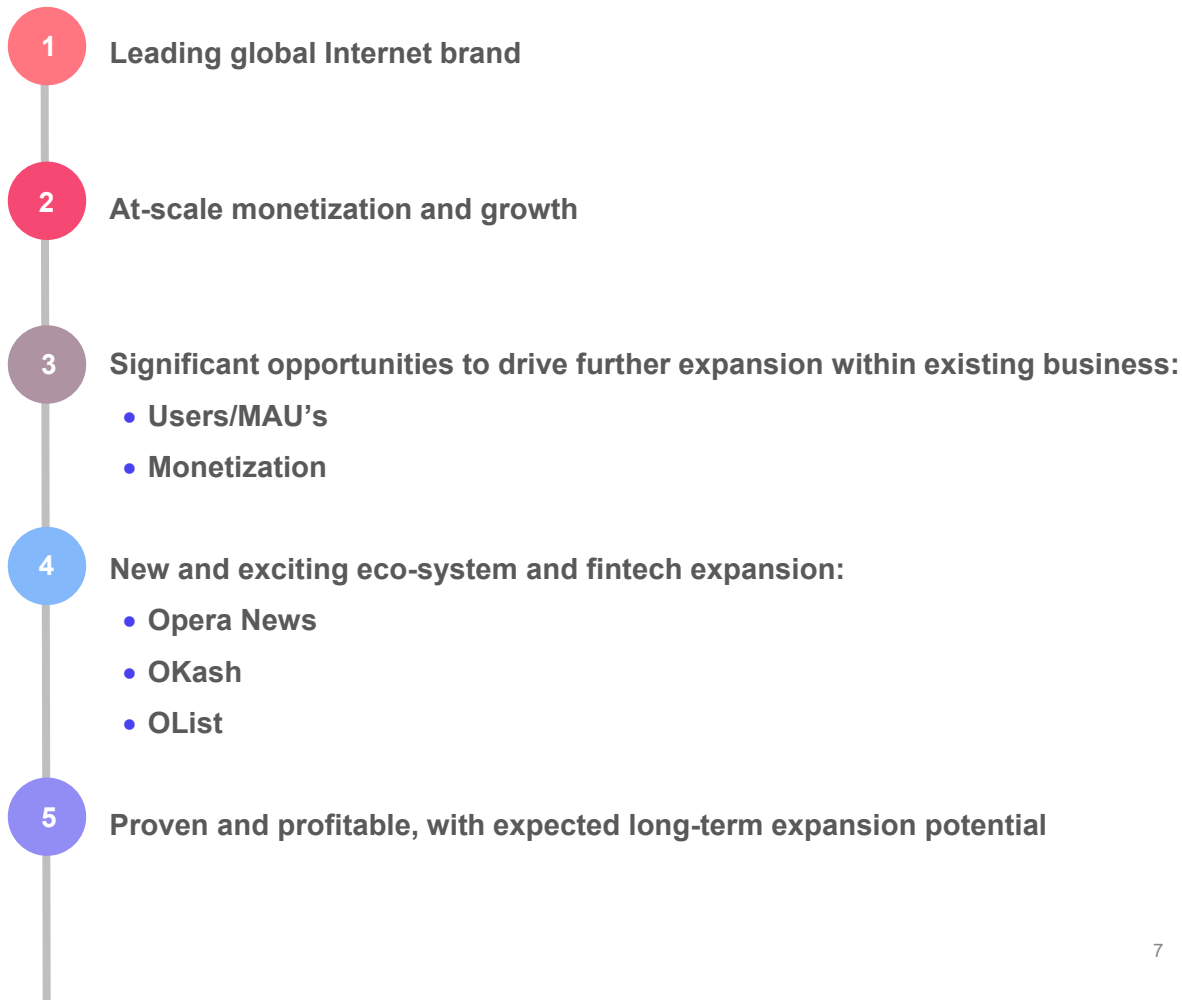 1
Leading global Internet brand
2
At-scale monetization and growth
3
Significant opportunities to drive further expansion within existing business:
• Users/MAU’s
• Monetization
4
New and exciting eco-system and fintech expansion:
• Opera News
• OKash
• OList
5
Proven and profitable, with expected long-term expansion potential
7